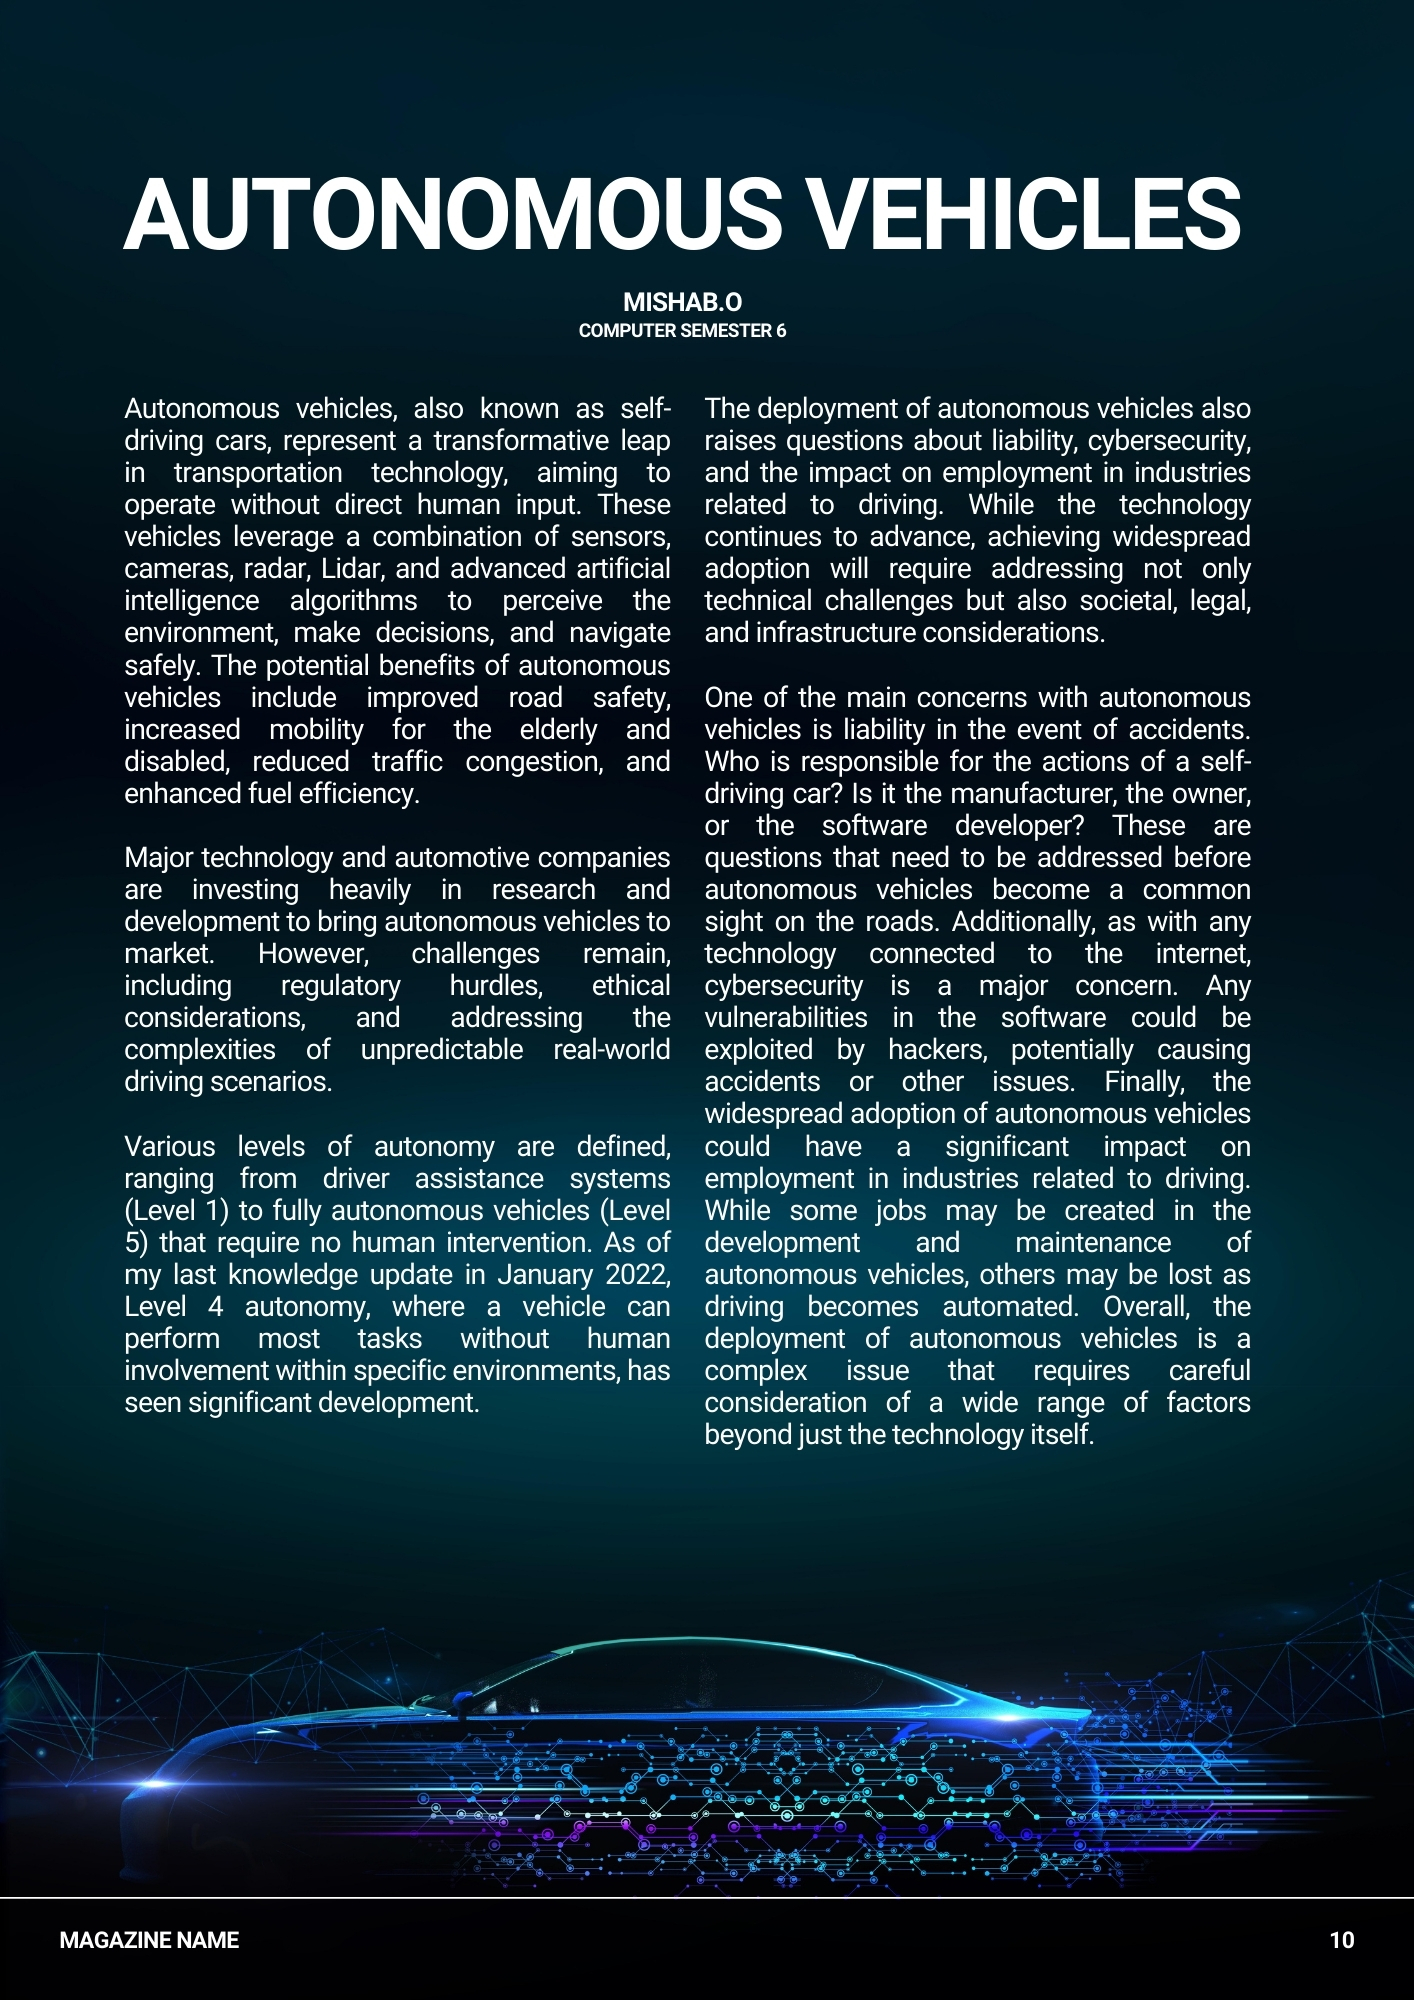 AUTONOMOUS VEHICLES
MISHAB.O
COMPUTER SEMESTER 6
Autonomous vehicles, also known as self-
driving cars, represent a transformative leap
in transportation technology, aiming to
operate without direct human input. These
vehicles leverage a combination of sensors,
cameras, radar, Lidar, and advanced artificial
intelligence algorithms to perceive the
environment, make decisions, and navigate
safely. The potential benefits of autonomous
vehicles include improved road safety,
increased mobility for the elderly and
disabled, reduced traffic congestion, and
enhanced fuel efficiency.
Major technology and automotive companies
are investing heavily in research and
development to bring autonomous vehicles to
market. However, challenges remain,
including regulatory hurdles, ethical
considerations, and addressing the
complexities of unpredictable real-world
driving scenarios.
Various levels of autonomy are defined,
ranging from driver assistance systems
(Level 1) to fully autonomous vehicles (Level
5) that require no human intervention. As of
my last knowledge update in January 2022,
Level 4 autonomy, where a vehicle can
perform most tasks without human
involvement within specific environments, has
seen significant development.
The deployment of autonomous vehicles also
raises questions about liability, cybersecurity,
and the impact on employment in industries
related to driving. While the technology
continues to advance, achieving widespread
adoption will require addressing not only
technical challenges but also societal, legal,
and infrastructure considerations.
One of the main concerns with autonomous
vehicles is liability in the event of accidents.
Who is responsible for the actions of a self-
driving car? Is it the manufacturer, the owner,
or the software developer? These are
questions that need to be addressed before
autonomous vehicles become a common
sight on the roads. Additionally, as with any
technology connected to the internet,
cybersecurity is a major concern. Any
vulnerabilities in the software could be
exploited by hackers, potentially causing
accidents or other issues. Finally, the
widespread adoption of autonomous vehicles
could have a significant impact on
employment in industries related to driving.
While some jobs may be created in the
development and maintenance of
autonomous vehicles, others may be lost as
driving becomes automated. Overall, the
deployment of autonomous vehicles is a
complex issue that requires careful
consideration of a wide range of factors
beyond just the technology itself.
MAGAZINE NAME
10